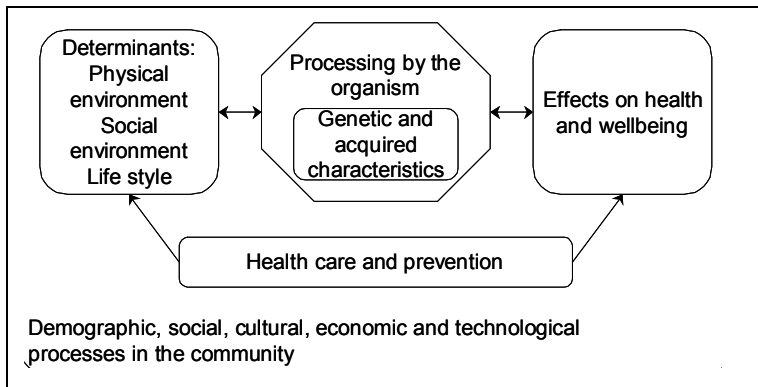 Determinants:
Physical
environment
Social
environment
Life style
Processing by the
organism
Genetic and
acquired
characteristics
Effects on health
and wellbeing
Health care and prevention
Demographic, social, cultural, economic and technological
processes in the community